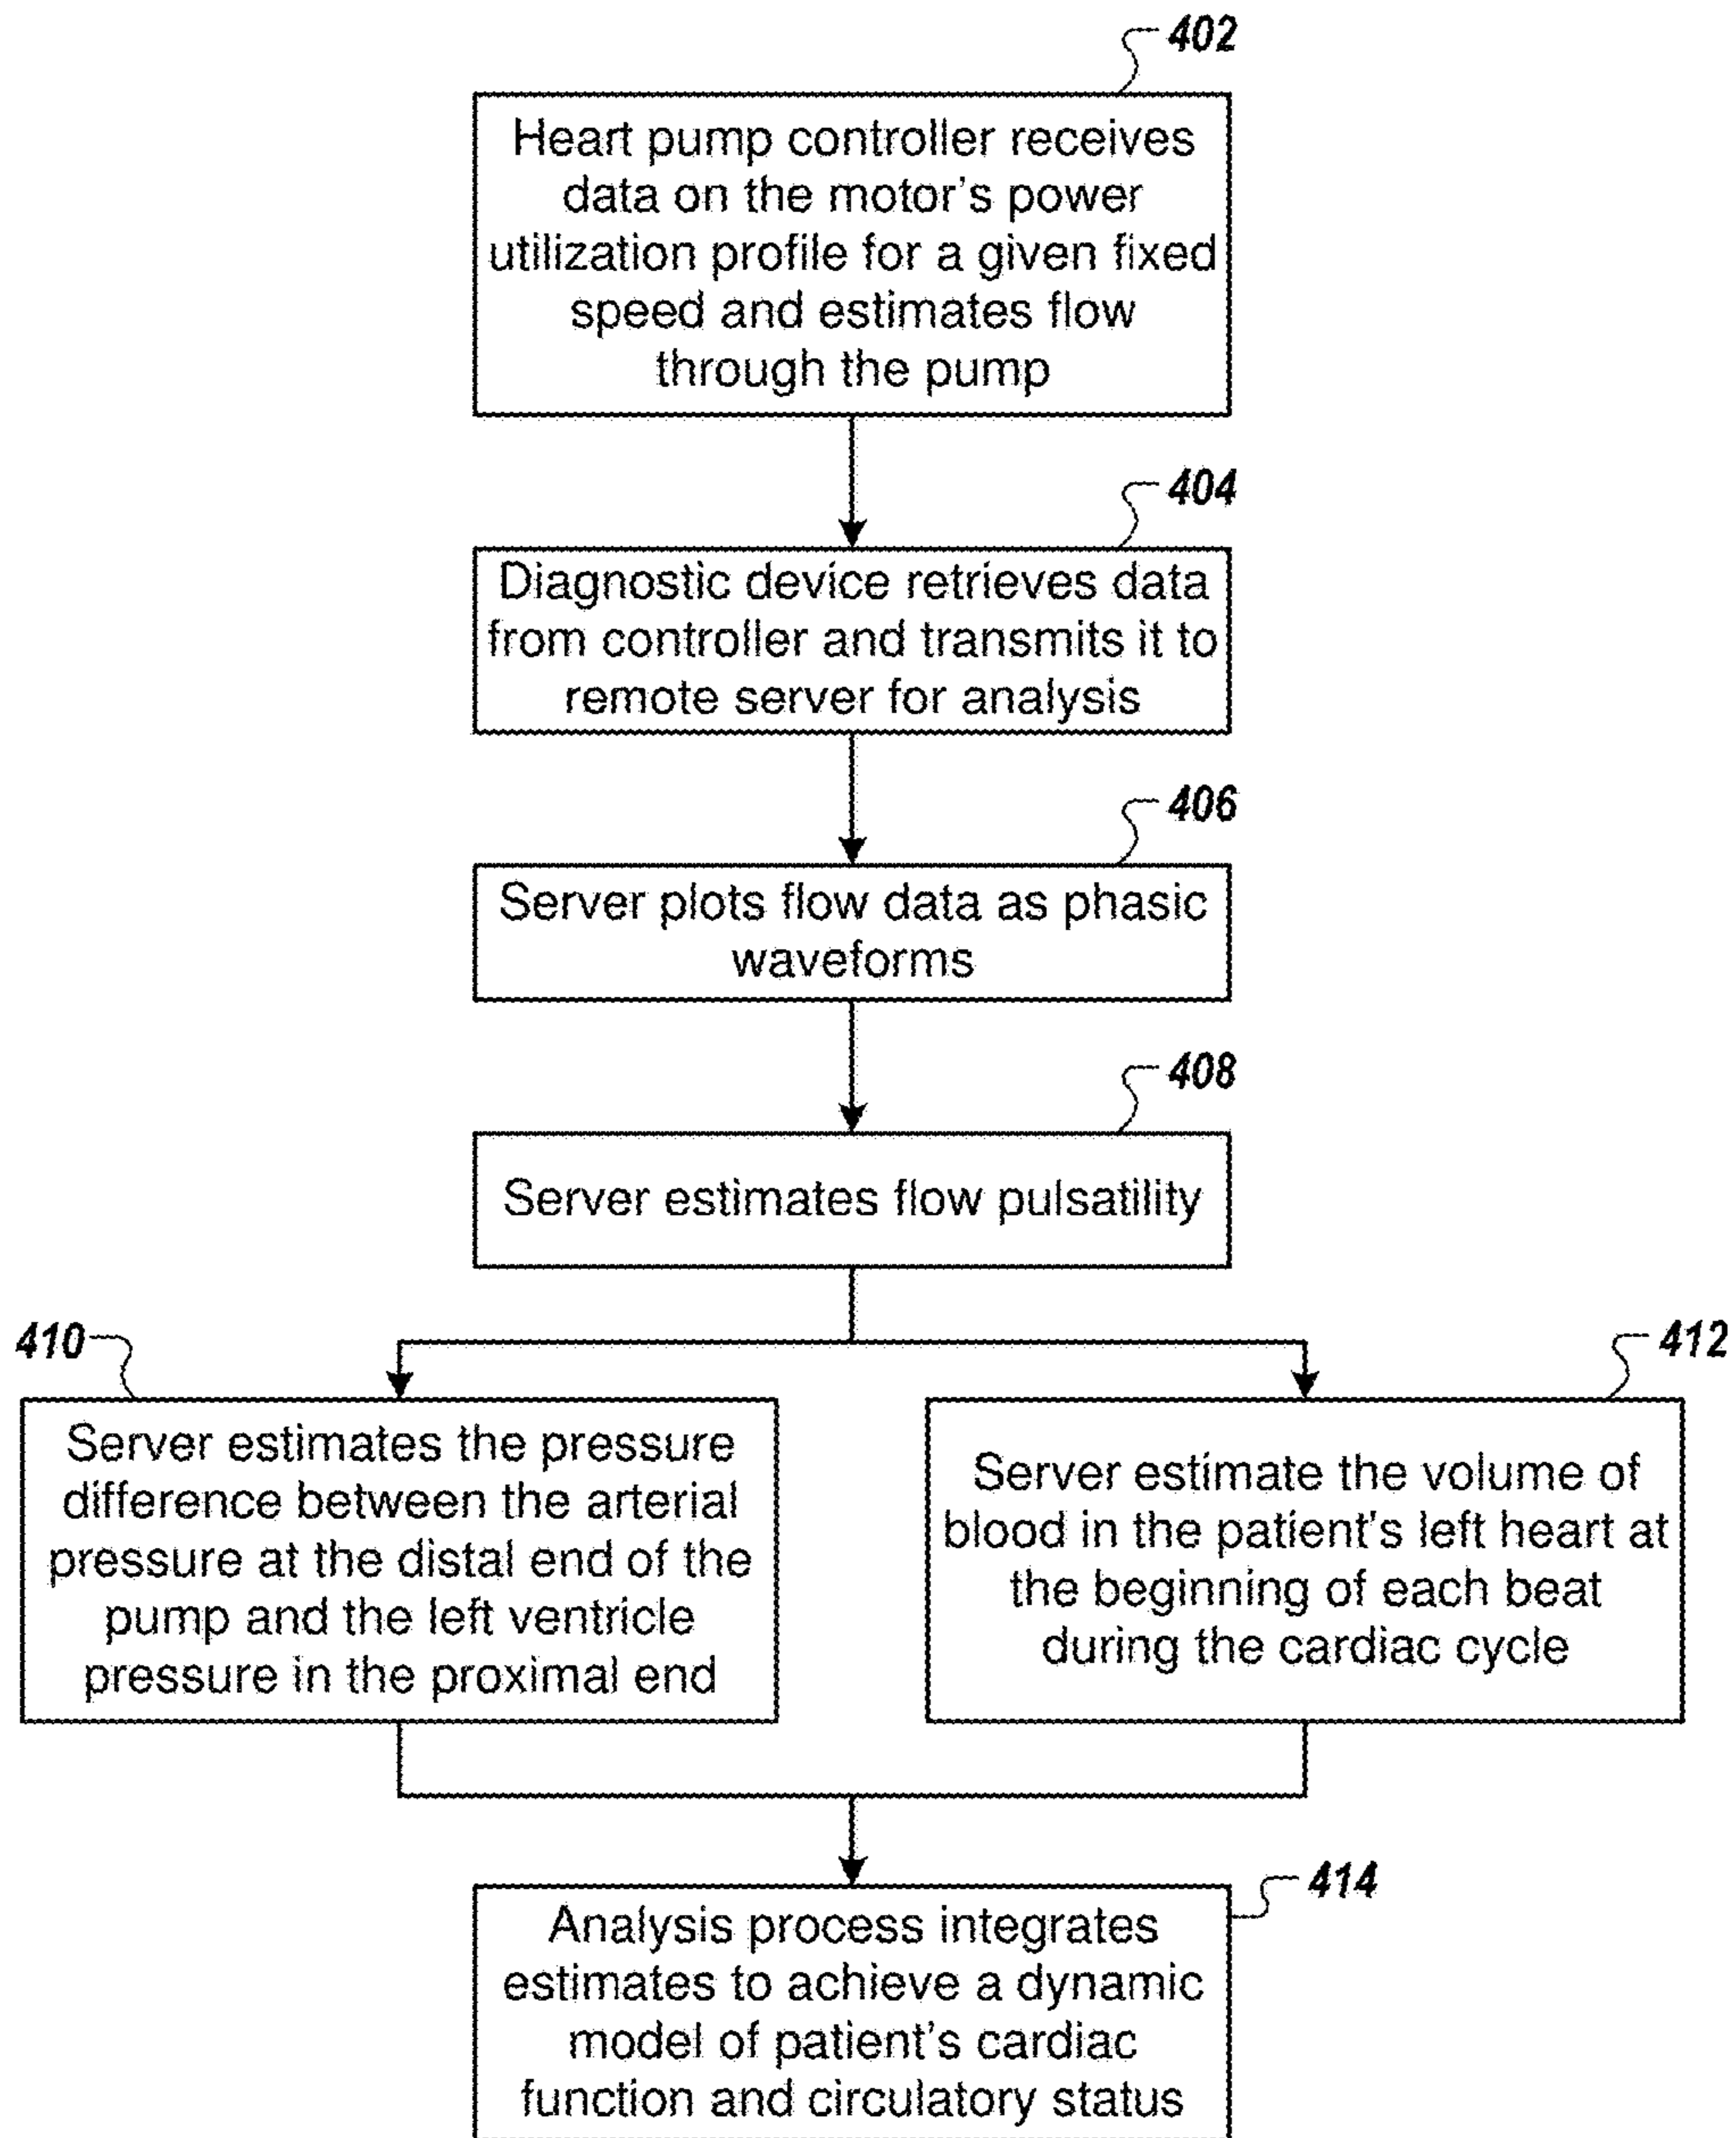 402
Heart pump controller receives
data on the motor's power
utilization profile for a given fixed
speed and estimates flow
through the pump
404
Diagnostic device retrieves data
from controller and transmits it to
remote server for analysis
406
Server plots flow data as phasic
waveforms
408
Server estimates flow pulsatility
410
Server estimates the pressure
difference between the arterial
pressure at the distal end of the
pump and the left ventricle
pressure in the proximal end
412
Server estimate the volume of
blood in the patient's left heart at
the beginning of each beat
during the cardiac cycle
414
Analysis process integrates
estimates to achieve a dynamic
model of patient's cardiac
function and circulatory status